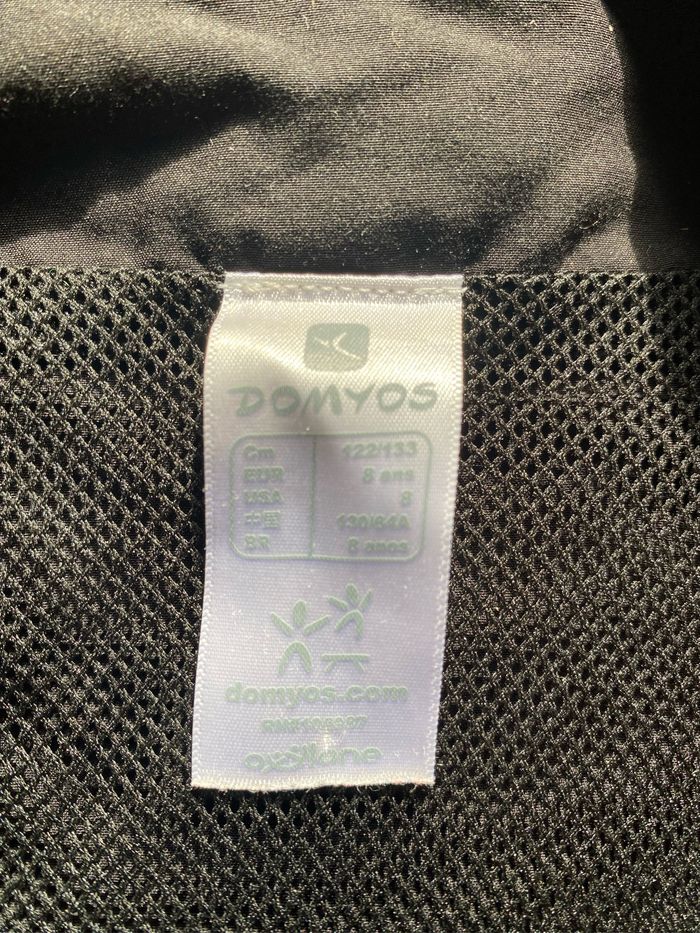 DOMYOS
Cm 122/133
EUR 8 ans
USA 8
中国 130/64A
BR 8 anos
domyos.com
oxylane